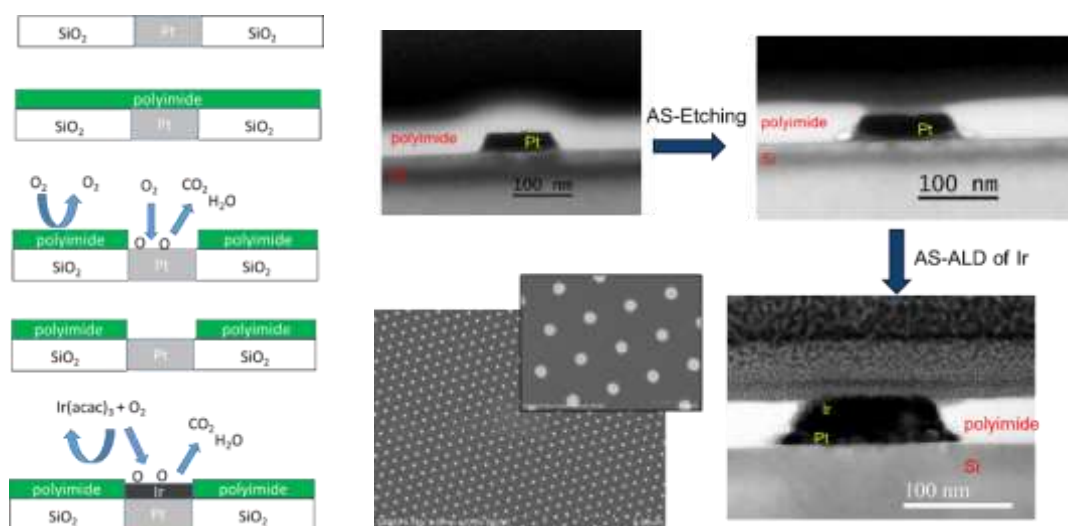 SiO₂ Pt SiO₂
polyimide
SiO₂ Pt SiO₂
O₂ O₂ O₂ CO₂
H₂O
polyimide O O polyimide
SiO₂ Pt SiO₂
polyimide polyimide
SiO₂ Pt SiO₂
Ir(acac)₃ + O₂
CO₂
H₂O
O O
polyimide Ir polyimide
SiO₂ Pt SiO₂
polyimide
Pt
100 nm
AS-Etching
polyimide
Pt
Si
100 nm
AS-ALD of Ir
Ir
Pt
polyimide
Si
100 nm